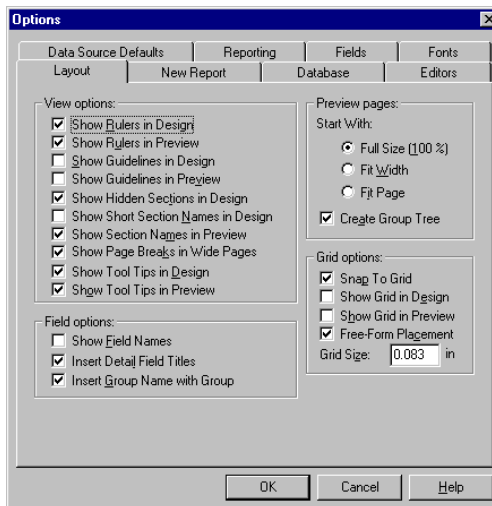 Options
Data Source Defaults
Reporting
Fields
Fonts
Layout
New Report
Database
Editors
View options:
Show Rulers in Design
Show Rulers in Preview
Show Guidelines in Design
Show Guidelines in Preview
Show Hidden Sections in Design
Show Short Section Names in Design
Show Section Names in Preview
Show Page Breaks in Wide Pages
Show Tool Tips in Design
Show Tool Tips in Preview
Field options:
Show Field Names
Insert Detail Field Titles
Insert Group Name with Group
Preview pages:
Start With:
Full Size (100 %)
Fit Width
Fit Page
Create Group Tree
Grid options:
Snap To Grid
Show Grid in Design
Show Grid in Preview
Free-Form Placement
Grid Size: 0.083 in
OK
Cancel
Help